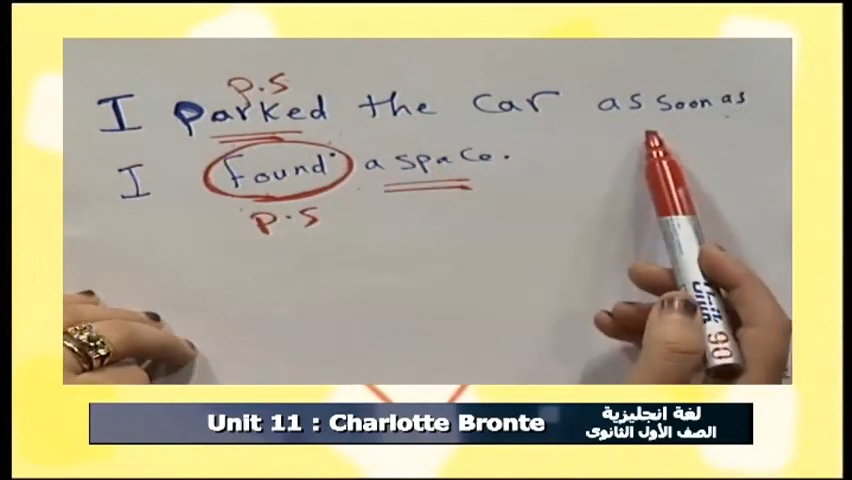 p.s
I parked the car as soon as
I found a space.
p.s
Unit 11 : Charlotte Bronte
لغة انجليزية
الصف الأول الثانوى